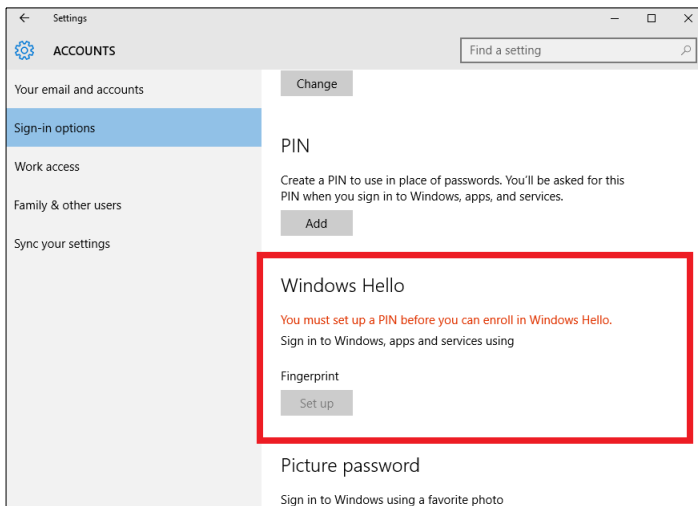 Settings
ACCOUNTS
Find a setting
Your email and accounts
Sign-in options
Work access
Family & other users
Sync your settings
Change
PIN
Create a PIN to use in place of passwords. You'll be asked for this
PIN when you sign in to Windows, apps, and services.
Add
Windows Hello
You must set up a PIN before you can enroll in Windows Hello.
Sign in to Windows, apps and services using
Fingerprint
Set up
Picture password
Sign in to Windows using a favorite photo